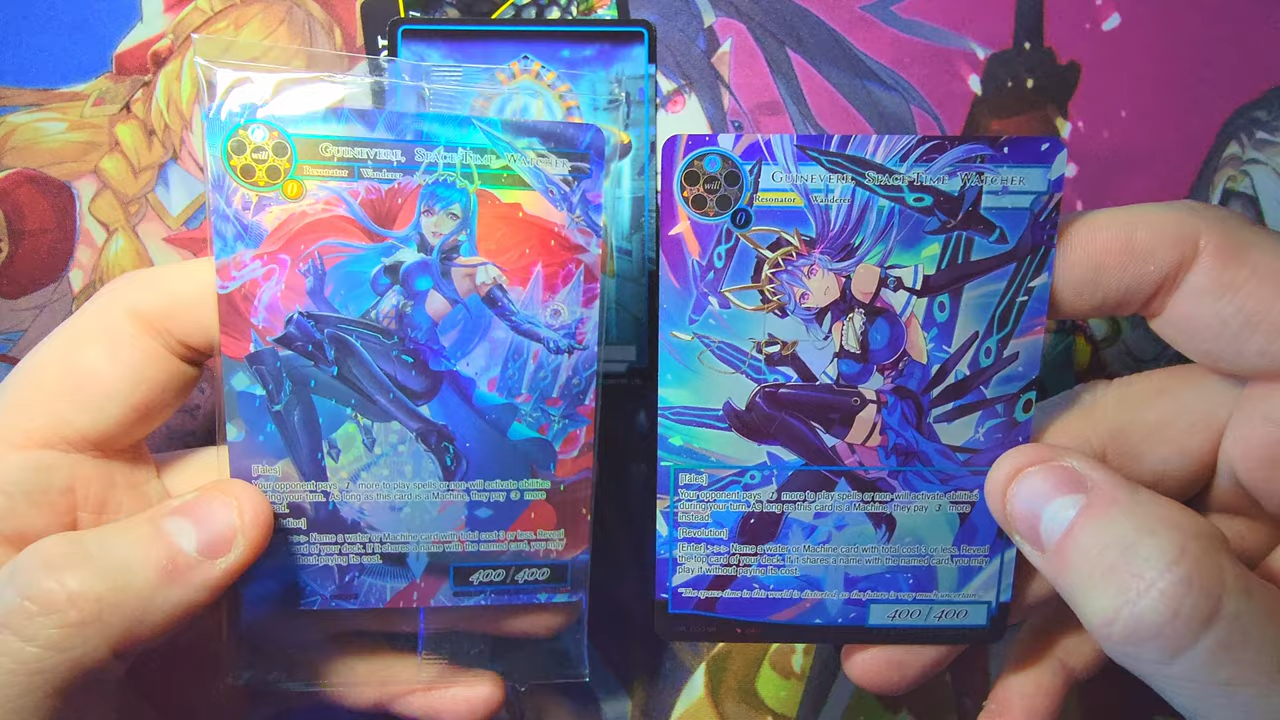 will
GUINEVERE, SPACE-TIME WATCHER
Resonator Wanderer
0
[Tales]
Your opponent pays 1 more to play spells or non-will activate abilities
during your turn. As long as this card is a Machine, they pay 3 more
instead.
Name a water or Machine card with total cost 3 or less. Reveal
card of your deck. If it shares a name with the named card, you may
without paying its cost.
400/400
will
GUINEVERE, SPACE-TIME WATCHER
Resonator Wanderer
0
[Tales]
Your opponent pays 1 more to play spells or non-will activate abilities
during your turn. As long as this card is a Machine, they pay 3 more
instead.
[Revolution]
[Enter] >>> Name a water or Machine card with total cost 3 or less. Reveal
the top card of your deck. If it shares a name with the named card, you may
play it without paying its cost.
"The space-time in this world is distorted, so the future is very much uncertain
400/400